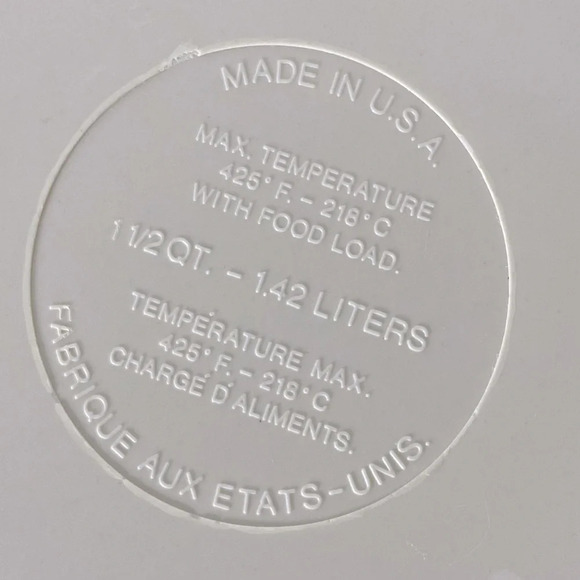 MADE IN U.S.A.
MAX. TEMPERATURE
425° F. - 218° C
WITH FOOD LOAD.
1 1/2 QT. - 1.42 LITERS
TEMPÉRATURE MAX.
425° F. - 218° C
CHARGÉ D'ALIMENTS.
FABRIQUE AUX ETATS-UNIS.